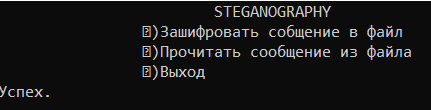 STEGANOGRAPHY
⍰)Зашифровать собщение в файл
⍰)Прочитать сообщение из файла
⍰)Выход
Успех.